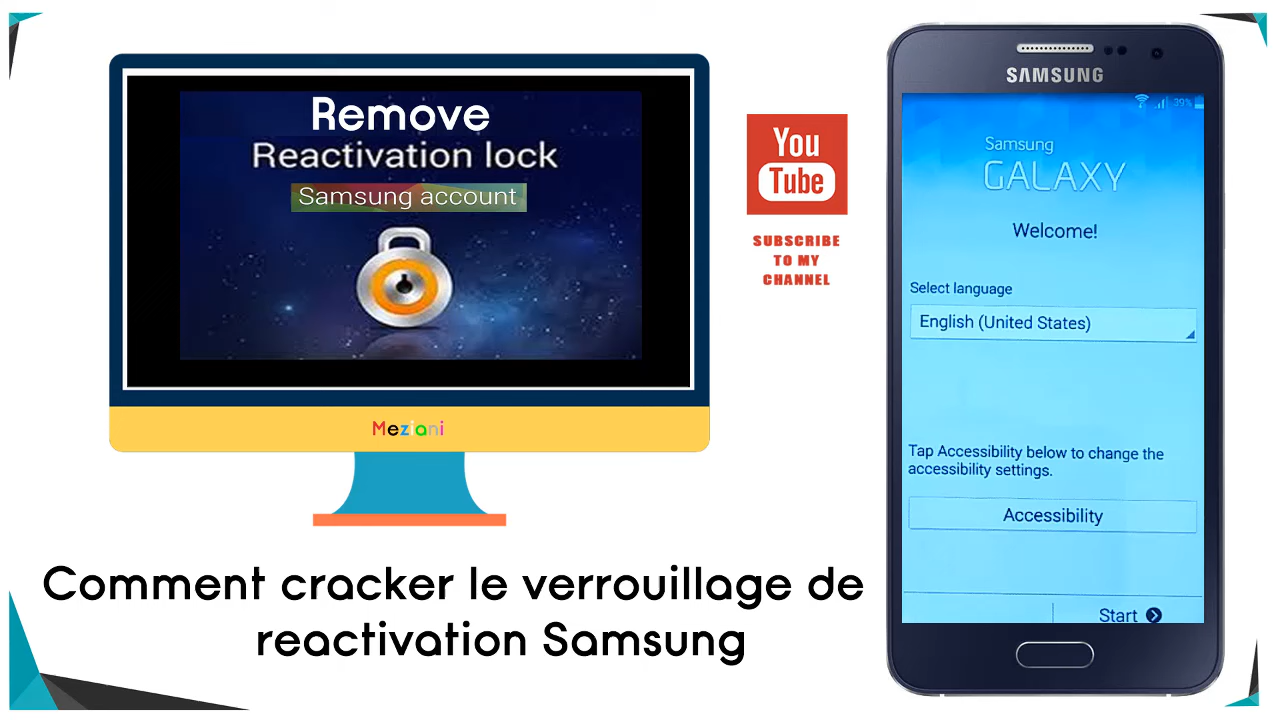 Remove
Reactivation lock
Samsung account
Meziani
You
Tube
SUBSCRIBE
TO MY
CHANNEL
Comment cracker le verrouillage de
reactivation Samsung
SAMSUNG
39%
Samsung
GALAXY
Welcome!
Select language
English (United States)
Tap Accessibility below to change the
accessibility settings.
Accessibility
Start